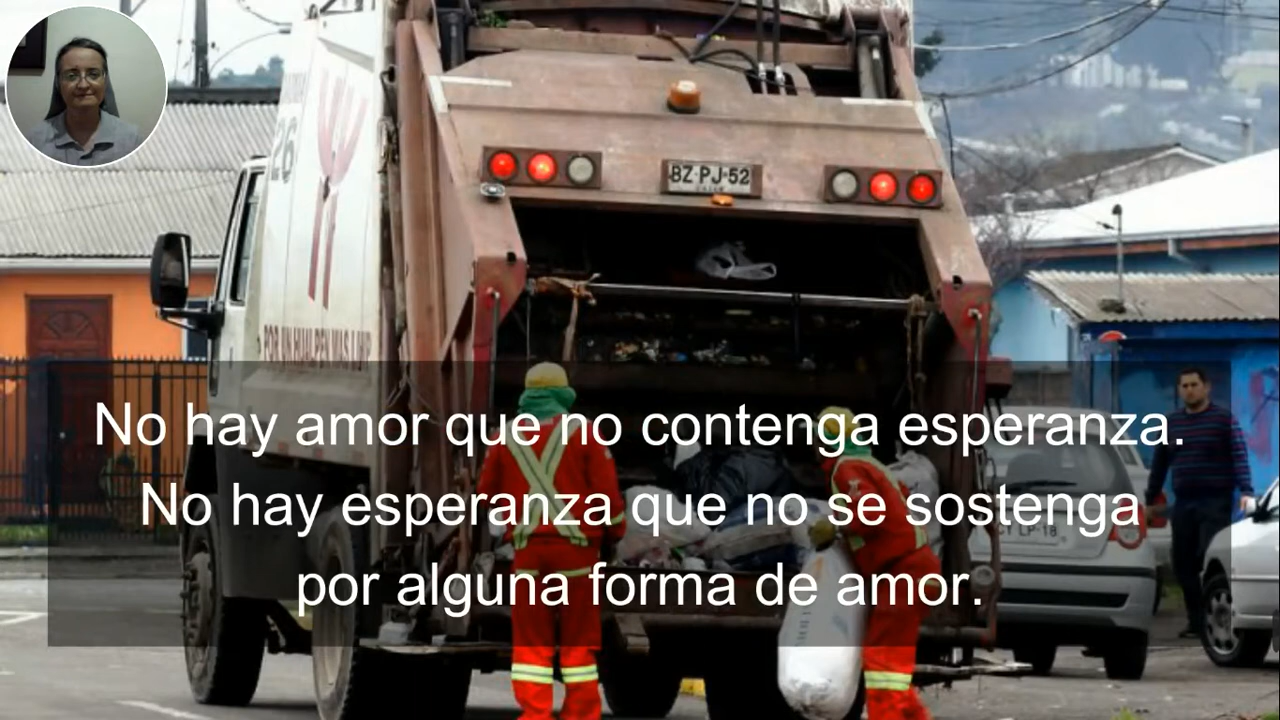 26
BZ·PJ·52
No hay amor que no contenga esperanza.
No hay esperanza que no se sostenga
por alguna forma de amor.